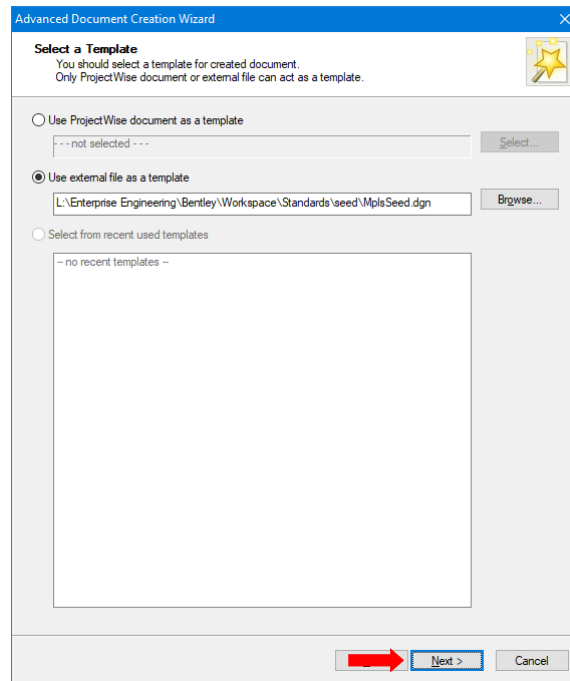 Advanced Document Creation Wizard
Select a Template
You should select a template for created document.
Only ProjectWise document or external file can act as a template.
Use ProjectWise document as a template
- - - not selected - - -
Select...
Use external file as a template
L:\Enterprise Engineering\Bentley\Workspace\Standards\seed\MplsSeed.dgn
Browse...
Select from recent used templates
-- no recent templates --
Next >
Cancel